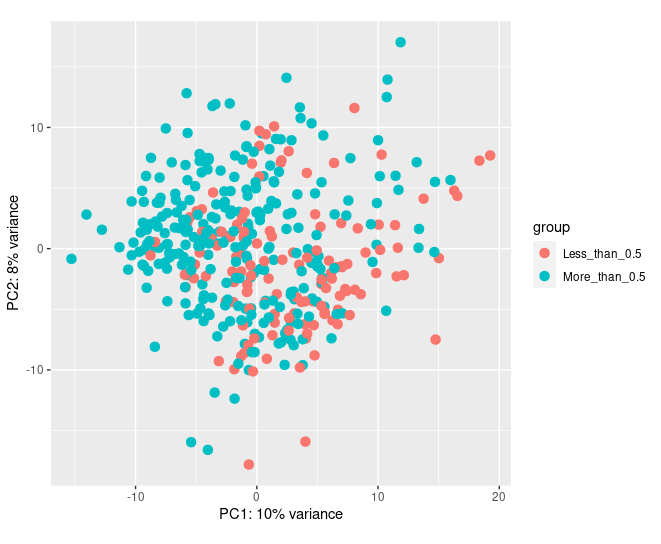 PC2: 8% variance
10
0
-10
-10
0
10
20
PC1: 10% variance
group
Less_than_0.5
More_than_0.5